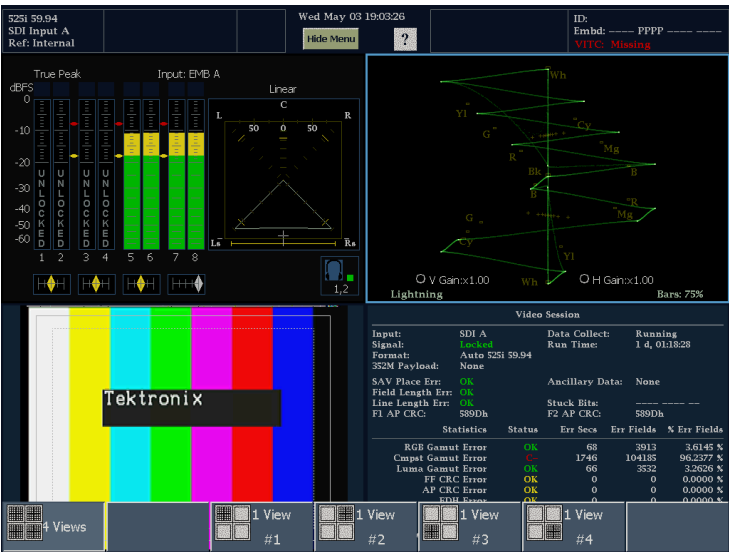 525i 59.94
SDI Input A
Ref: Internal
Wed May 03 19:03:26
Hide Menu
?
ID:
Embd: ---- PPPP ---- ----
VITC: Missing
True Peak Input: EMB A
dBFS
0
-10
-20
-30
-40
-50
-60
UNLOCKED
UNLOCKED
UNLOCKED
UNLOCKED
1 2 3 4 5 6 7 8
Linear
C
L R
50 0 50
Ls Rs
1,2
Wh
Yl
Cy
G
Mg
R
Bk
B
B
R
G
Mg
Cy
Yl
Wh
V Gain:x1.00 H Gain:x1.00
Lightning Bars: 75%
Tektronix
Video Session
Input: SDI A Data Collect: Running
Signal: Locked Run Time: 1 d, 01:18:28
Format: Auto 525i 59.94
352M Payload: None
SAV Place Err: OK Ancillary Data: None
Field Length Err: OK
Line Length Err: OK Stuck Bits: ---- ---- --
F1 AP CRC: 589Dh F2 AP CRC: 589Dh
Statistics Status Err Secs Err Fields % Err Fields
RGB Gamut Error OK 68 3913 3.6145 %
Cmpst Gamut Error C- 1746 104185 96.2377 %
Luma Gamut Error OK 66 3532 3.2626 %
FF CRC Error OK 0 0 0.0000 %
AP CRC Error OK 0 0 0.0000 %
EDH Error OK 0 0 0.0000 %
4 Views
1 View
#1
1 View
#2
1 View
#3
1 View
#4